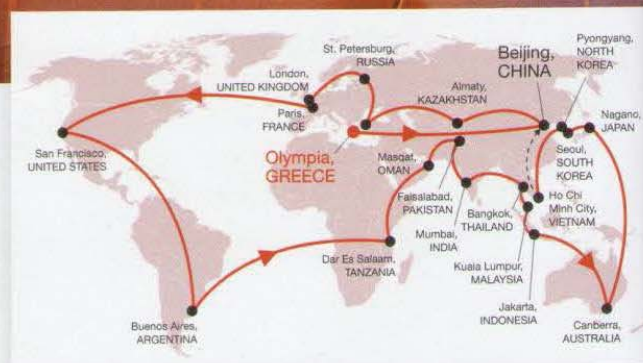 St. Petersburg,
RUSSIA
Beijing,
CHINA
Pyongyang,
NORTH
KOREA
London,
UNITED KINGDOM
Almaty,
KAZAKHSTAN
Nagano,
JAPAN
Paris,
FRANCE
San Francisco,
UNITED STATES
Olympia,
GREECE
Masqat,
OMAN
Seoul,
SOUTH
KOREA
Faisalabad,
PAKISTAN
Mumbai,
INDIA
Bangkok,
THAILAND
Ho Chi
Minh City,
VIETNAM
Dar Es Salaam,
TANZANIA
Kuala Lumpur,
MALAYSIA
Jakarta,
INDONESIA
Buenos Aires,
ARGENTINA
Canberra,
AUSTRALIA